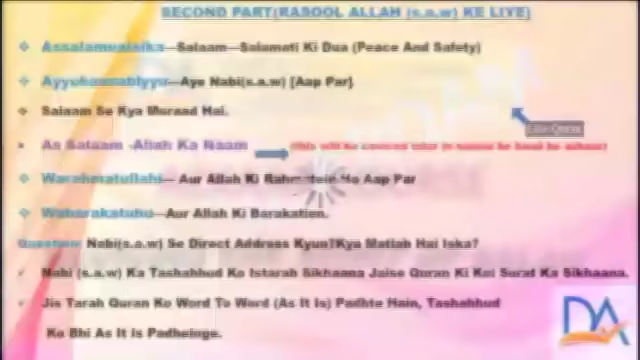 SECOND PART(RASOOL ALLAH (s.a.w) KE LIYE)
Assalamualaika—Salaam—Salamati Ki Dua (Peace And Safety)
Ayyuhannabiyyu—Aye Nabi(s.a.w) [Aap Par]
Salaam Se Kya Muraad Hai.
As Salaam -Allah Ka Naam
Warahmatullahi— Aur Allah Ki Ho Aap Par
Wabarakatuhu—Aur Allah Ki Barakatien.
Question: Nabi(s.a.w) Se Direct Address Kyun?Kya Matlab Hai Iska?
Nabi (s.a.w) Ka Tashahhud Ko Istarah Sikhaana Jaise Quran Ki Koi Surat Ka Sikhaana.
Jis Tarah Quran Ko Word To Word (As It Is) Padhte Hain, Tashahhud
Ko Bhi As It Is Padheinge.
DA